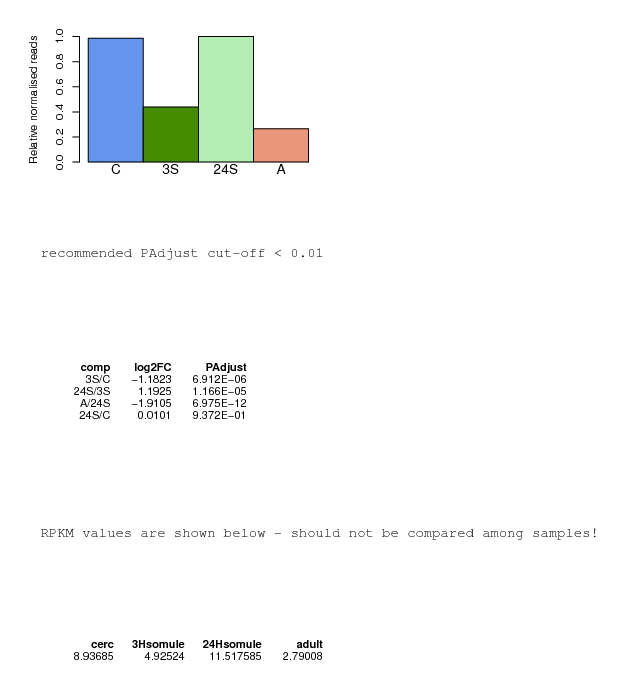 Relative normalised reads
1.0
0.8
0.6
0.4
0.2
0.0
C 3S 24S A
recommended PAdjust cut-off < 0.01
comp log2FC PAdjust
3S/C −1.1823 6.912E−06
24S/3S 1.1925 1.166E−05
A/24S −1.9105 6.975E−12
24S/C 0.0101 9.372E−01
RPKM values are shown below - should not be compared among samples!
cerc 3Hsomule 24Hsomule adult
8.93685 4.92524 11.517585 2.79008